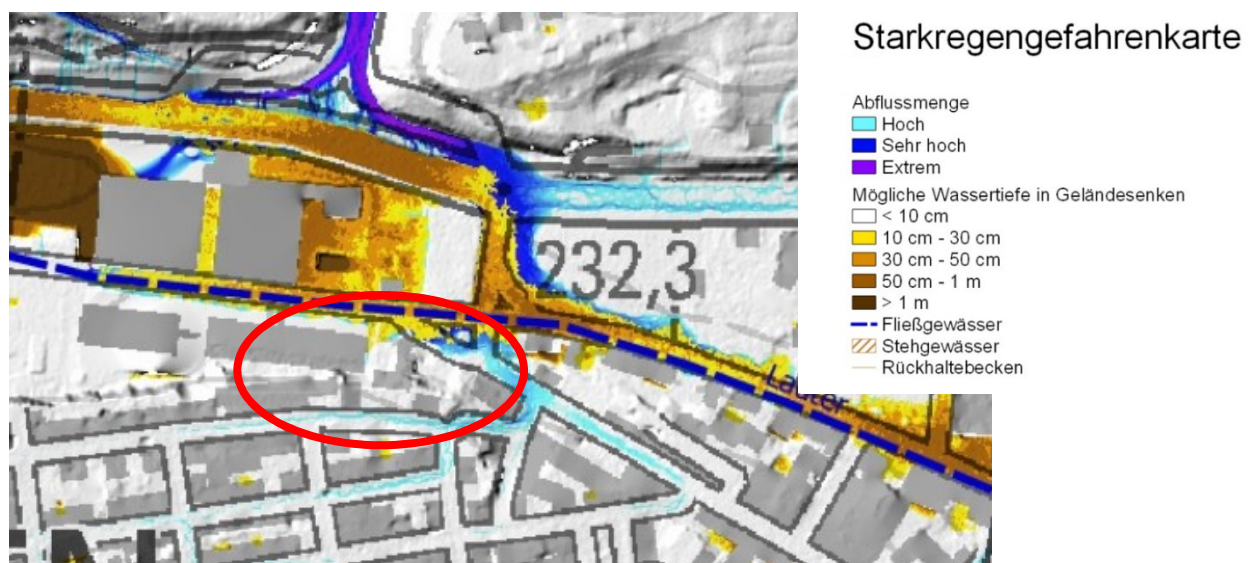 Starkregengefahrenkarte
Abflussmenge
Hoch
Sehr hoch
Extrem
Mögliche Wassertiefe in Geländesenken
< 10 cm
10 cm - 30 cm
30 cm - 50 cm
50 cm - 1 m
> 1 m
Fließgewässer
Stehgewässer
Rückhaltebecken
232,3
Lauter